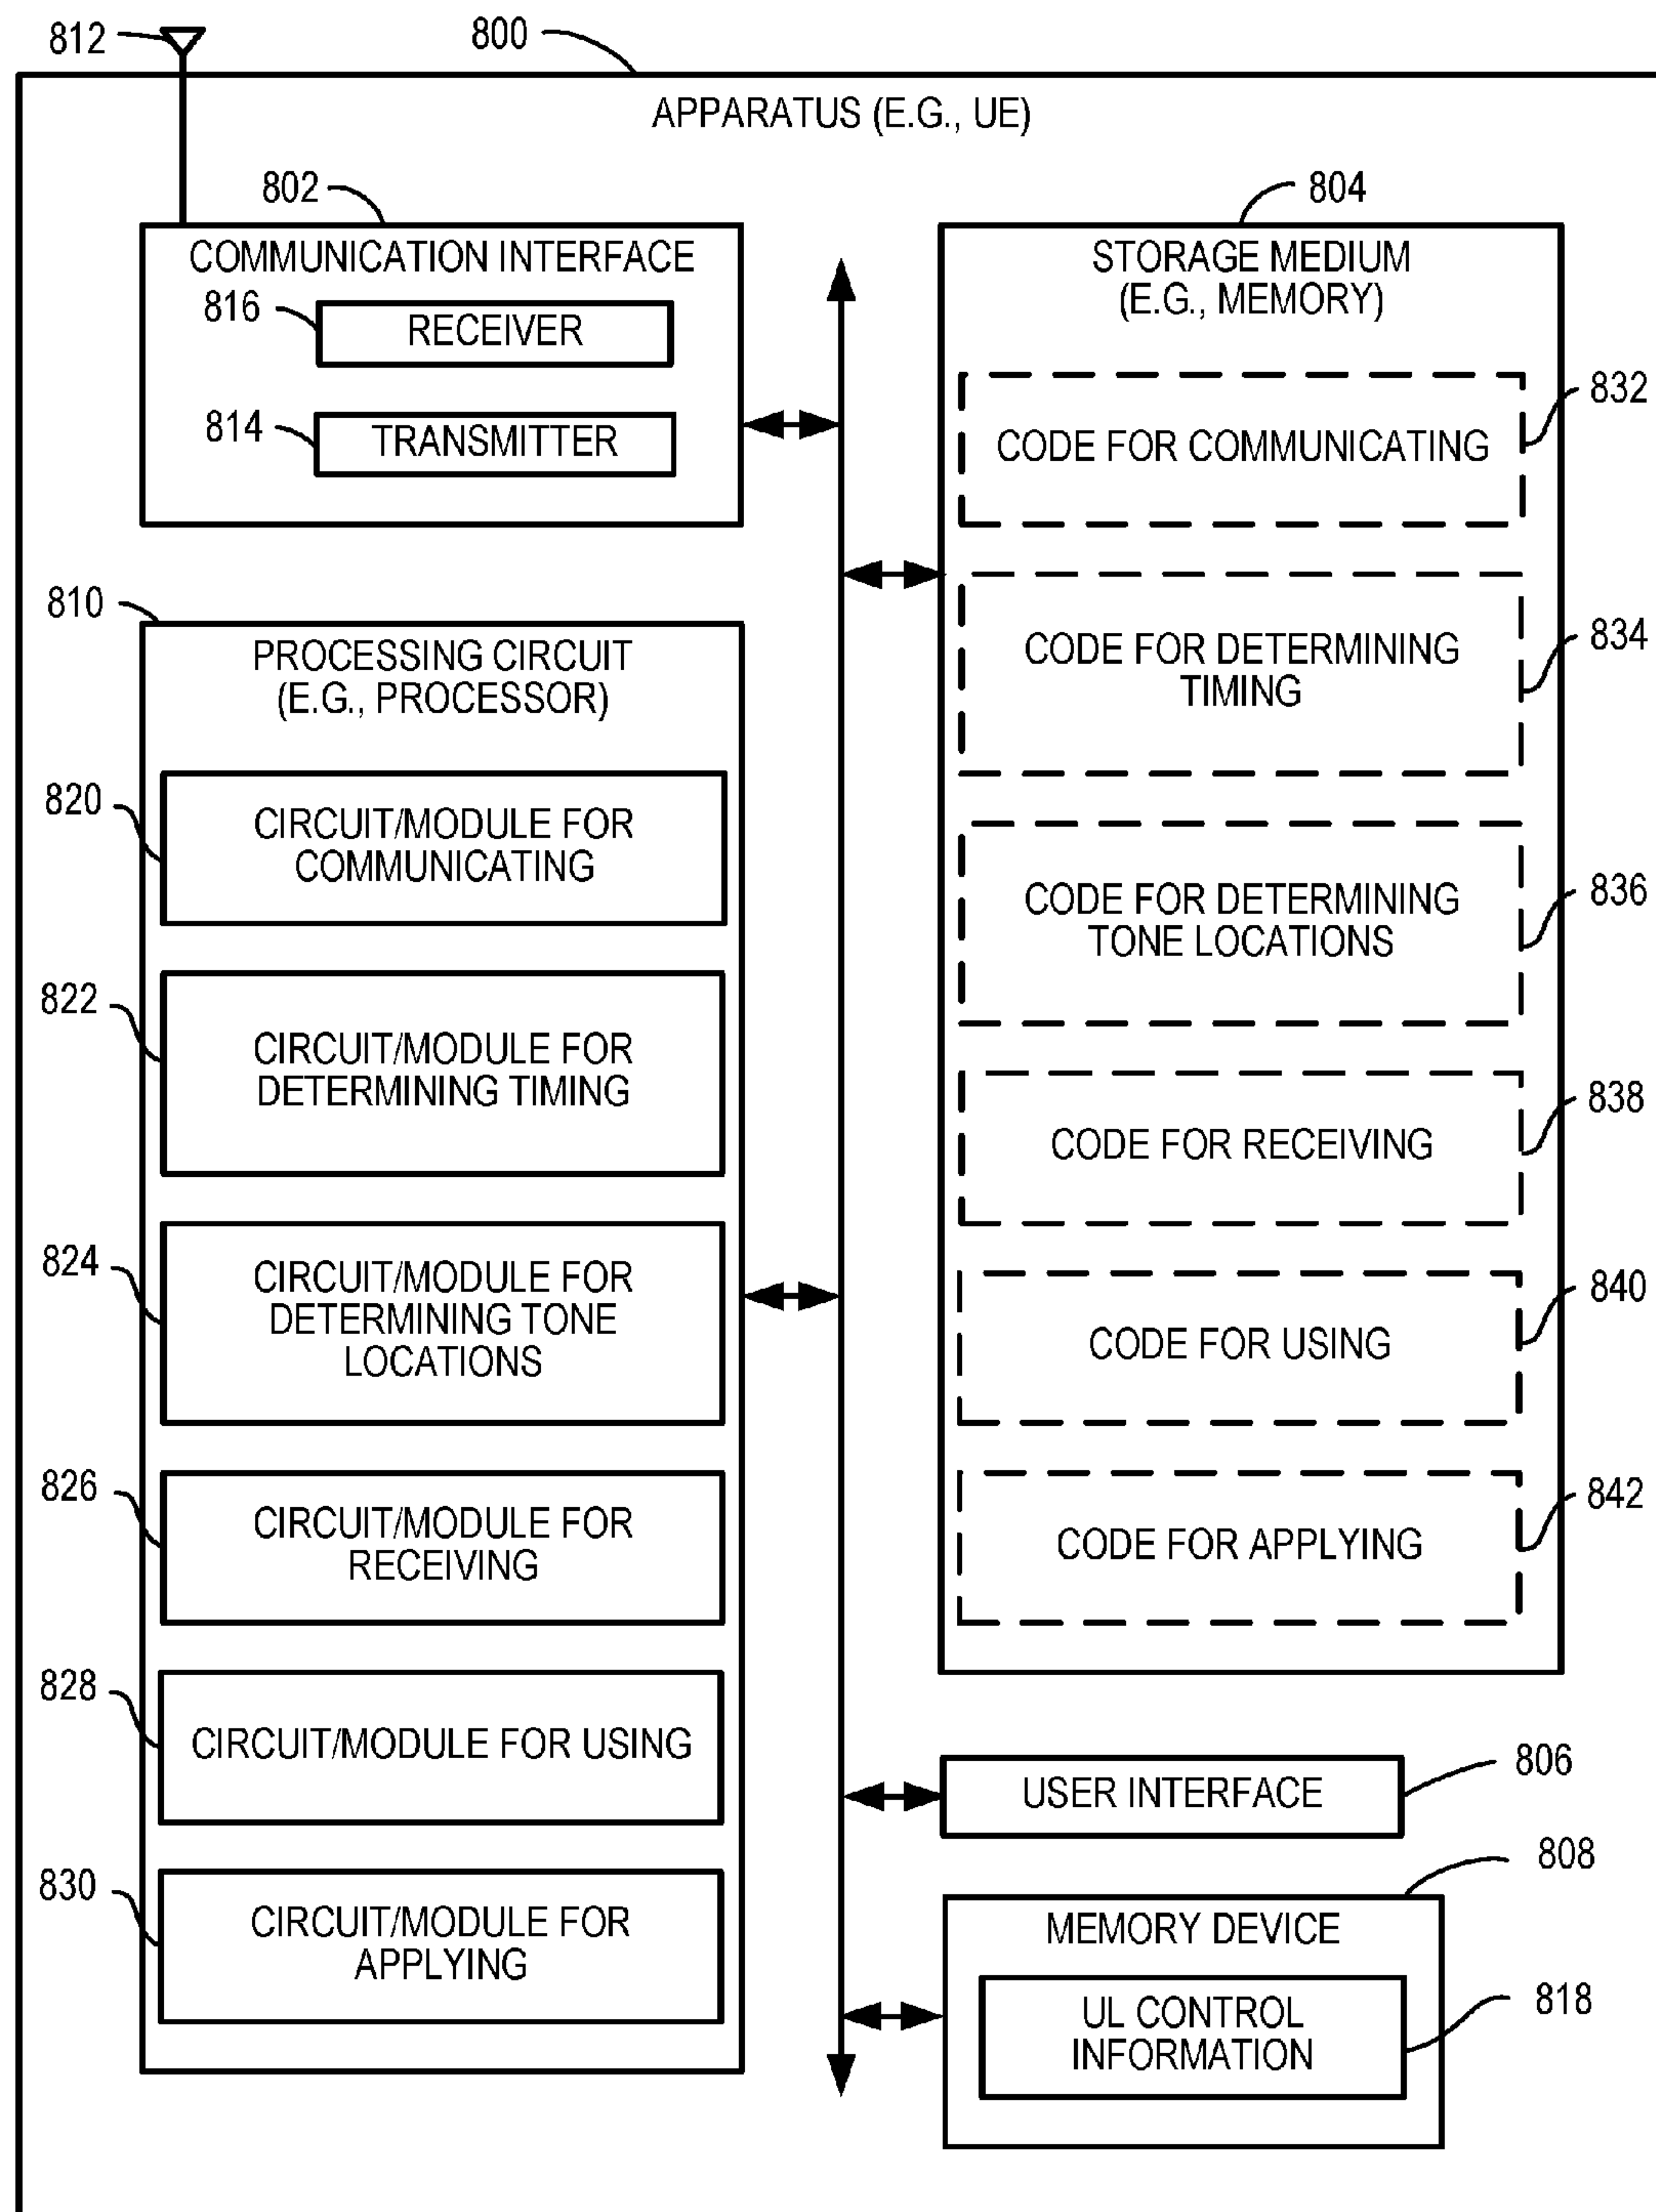 812
800
APPARATUS (E.G., UE)
802
COMMUNICATION INTERFACE
816
RECEIVER
814
TRANSMITTER
804
STORAGE MEDIUM
(E.G., MEMORY)
832
CODE FOR COMMUNICATING
834
CODE FOR DETERMINING
TIMING
836
CODE FOR DETERMINING
TONE LOCATIONS
838
CODE FOR RECEIVING
840
CODE FOR USING
842
CODE FOR APPLYING
810
PROCESSING CIRCUIT
(E.G., PROCESSOR)
820
CIRCUIT/MODULE FOR
COMMUNICATING
822
CIRCUIT/MODULE FOR
DETERMINING TIMING
824
CIRCUIT/MODULE FOR
DETERMINING TONE
LOCATIONS
826
CIRCUIT/MODULE FOR
RECEIVING
828
CIRCUIT/MODULE FOR USING
830
CIRCUIT/MODULE FOR
APPLYING
806
USER INTERFACE
808
MEMORY DEVICE
818
UL CONTROL
INFORMATION